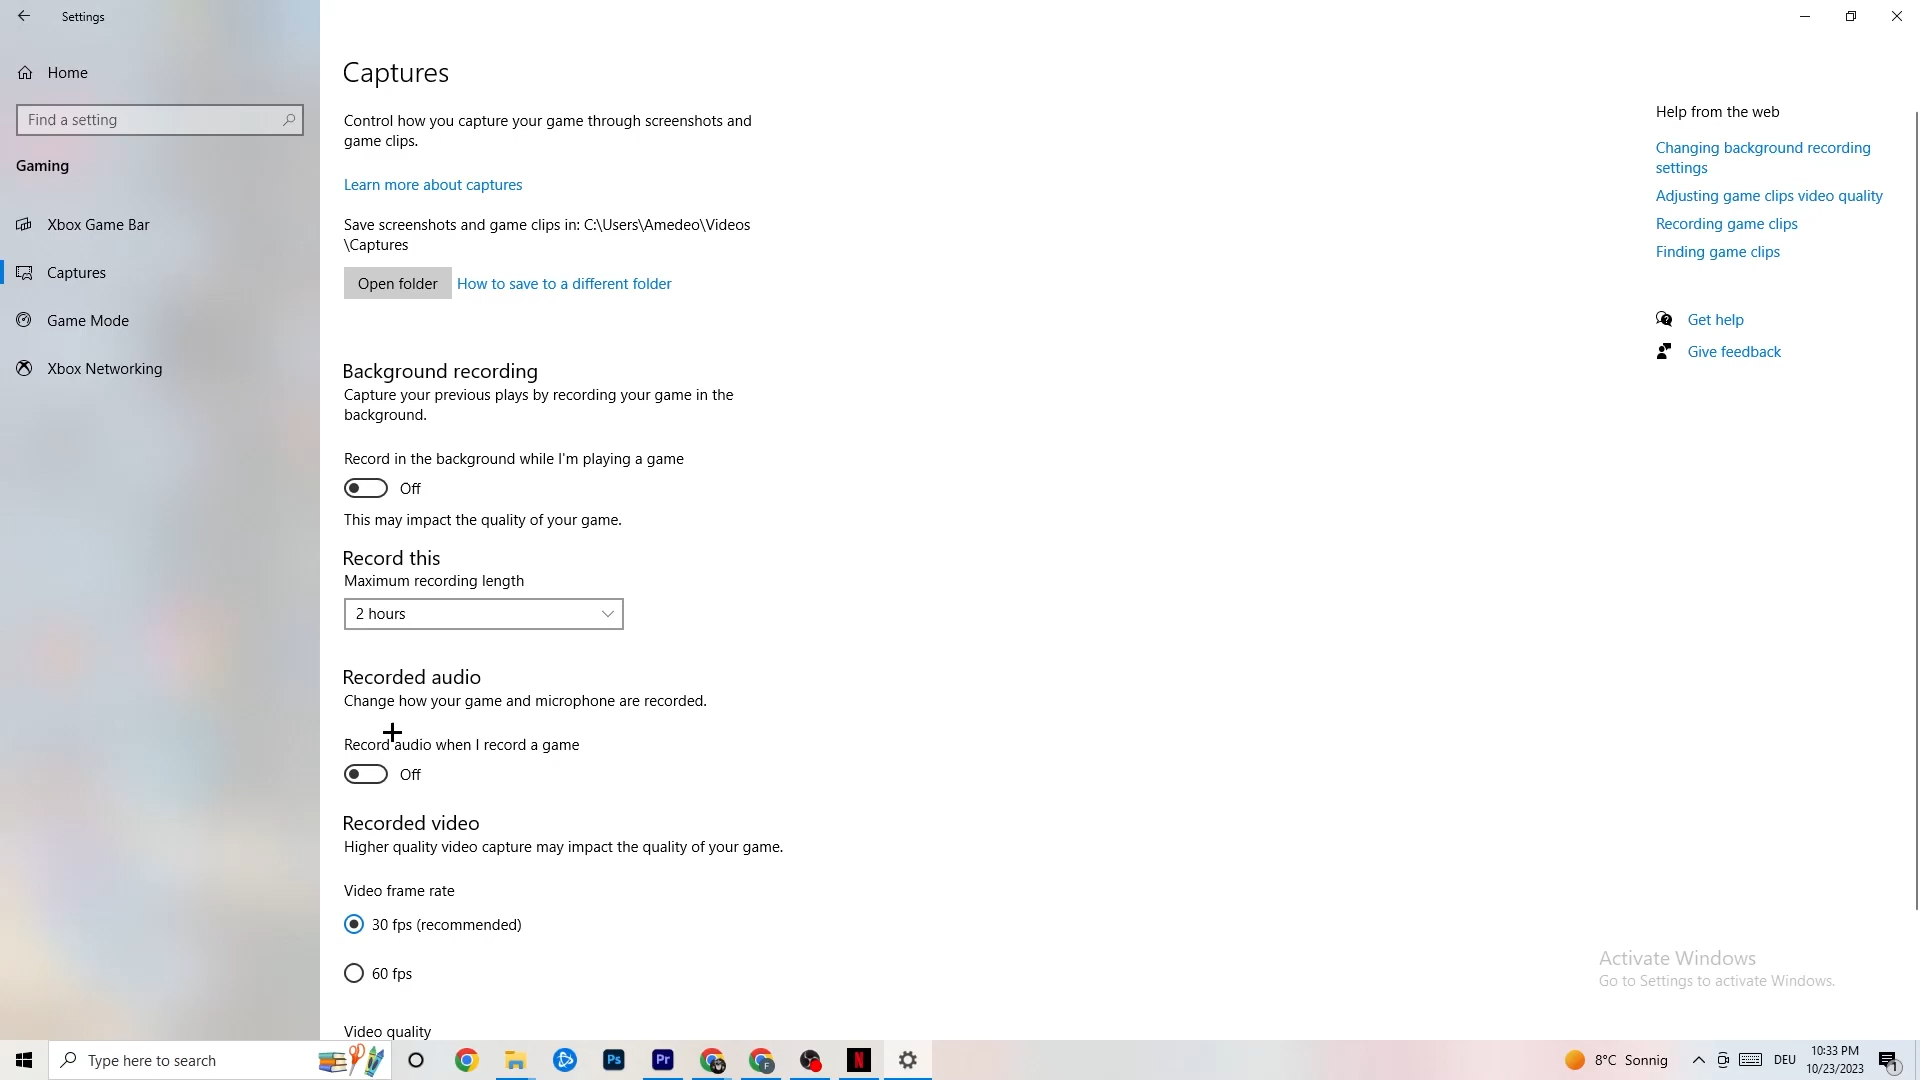 Settings
Home
Find a setting
Gaming
Xbox Game Bar
Captures
Game Mode
Xbox Networking
Captures
Control how you capture your game through screenshots and
game clips.
Learn more about captures
Save screenshots and game clips in: C:\Users\Amedeo\Videos
\Captures
Open folder
How to save to a different folder
Background recording
Capture your previous plays by recording your game in the
background.
Record in the background while I'm playing a game
Off
This may impact the quality of your game.
Record this
Maximum recording length
2 hours
Recorded audio
Change how your game and microphone are recorded.
Record audio when I record a game
Off
Recorded video
Higher quality video capture may impact the quality of your game.
Video frame rate
30 fps (recommended)
60 fps
Video quality
Help from the web
Changing background recording
settings
Adjusting game clips video quality
Recording game clips
Finding game clips
Get help
Give feedback
Activate Windows
Go to Settings to activate Windows.
Type here to search
Ps
Pr
F
N
8°C Sonnig
DEU
10:33 PM
10/23/2023
1